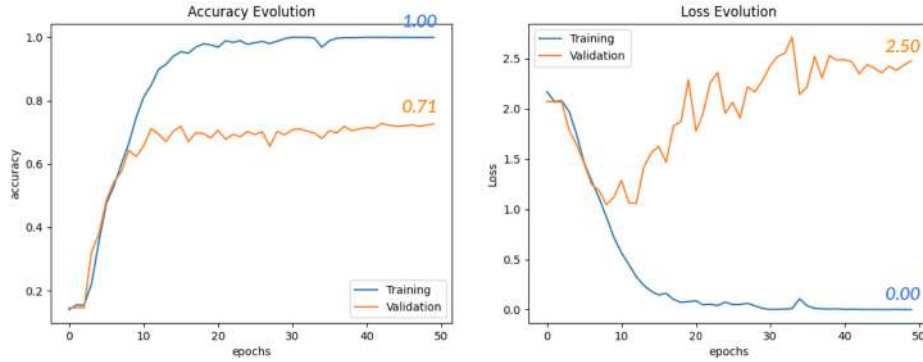 Accuracy Evolution
1.00
0.71
1.0
0.8
0.6
0.4
0.2
accuracy
0
10
20
30
40
50
epochs
Training
Validation
Loss Evolution
Training
Validation
2.50
0.00
2.5
2.0
1.5
1.0
0.5
0.0
Loss
0
10
20
30
40
50
epochs